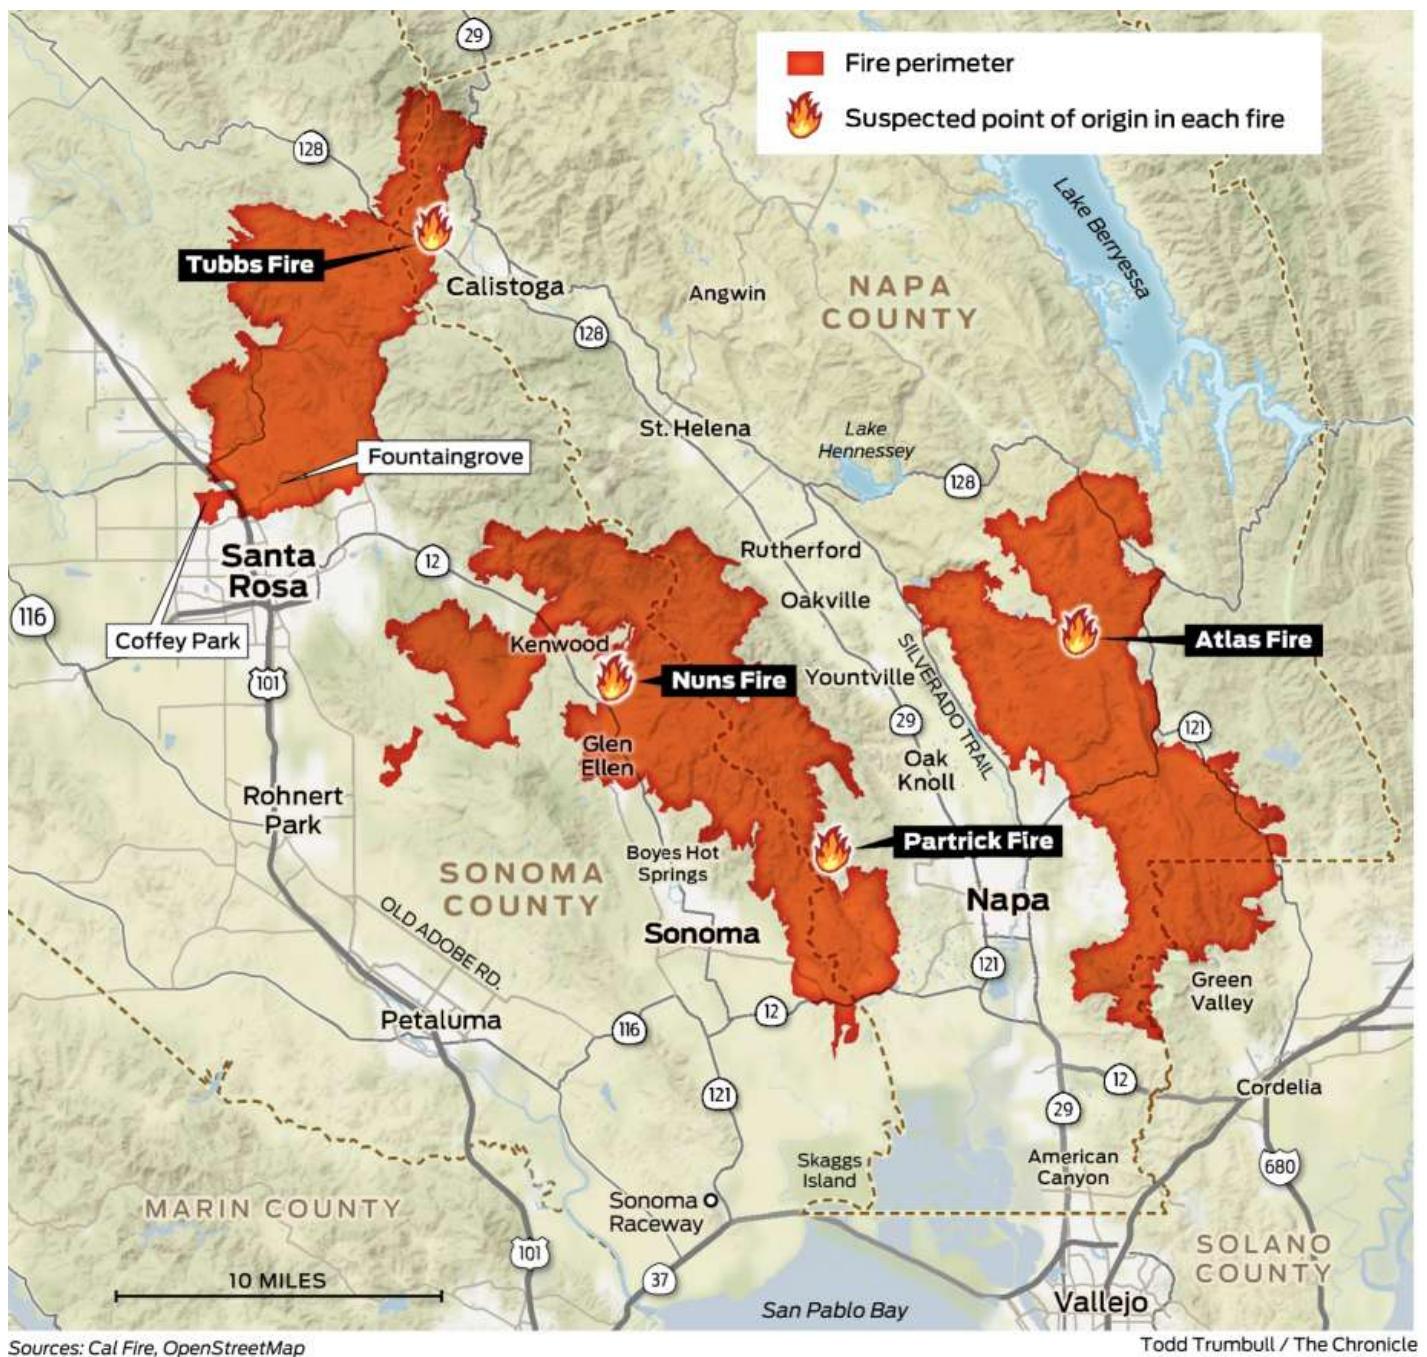 29
Fire perimeter
Suspected point of origin in each fire
128
Lake Berryessa
Tubbs Fire
Calistoga
Angwin
NAPA
COUNTY
128
St. Helena
Lake
Hennessey
Fountaingrove
128
Santa
Rosa
12
Rutherford
Oakville
116
Coffey Park
Kenwood
Atlas Fire
101
Nuns Fire
Yountville
SILVERADO TRAIL
29
121
Glen
Ellen
Oak
Knoll
Rohnert
Park
Boyes Hot
Springs
Partrick Fire
SONOMA
COUNTY
Napa
OLD ADOBE RD.
Sonoma
121
Green
Valley
Petaluma
116
12
12
Cordelia
121
29
Skaggs
Island
American
Canyon
680
MARIN COUNTY
Sonoma
Raceway
101
SOLANO
COUNTY
10 MILES
37
San Pablo Bay
Vallejo
Sources: Cal Fire, OpenStreetMap
Todd Trumbull / The Chronicle